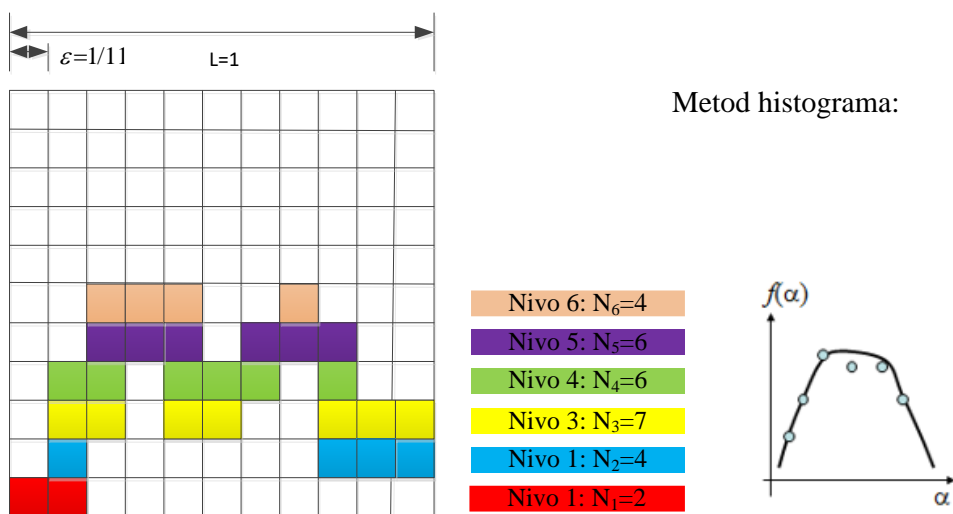 ε=1/11
L=1
Metod histograma:
Nivo 6: N₆=4
Nivo 5: N₅=6
Nivo 4: N₄=6
Nivo 3: N₃=7
Nivo 1: N₂=4
Nivo 1: N₁=2
f(α)
α